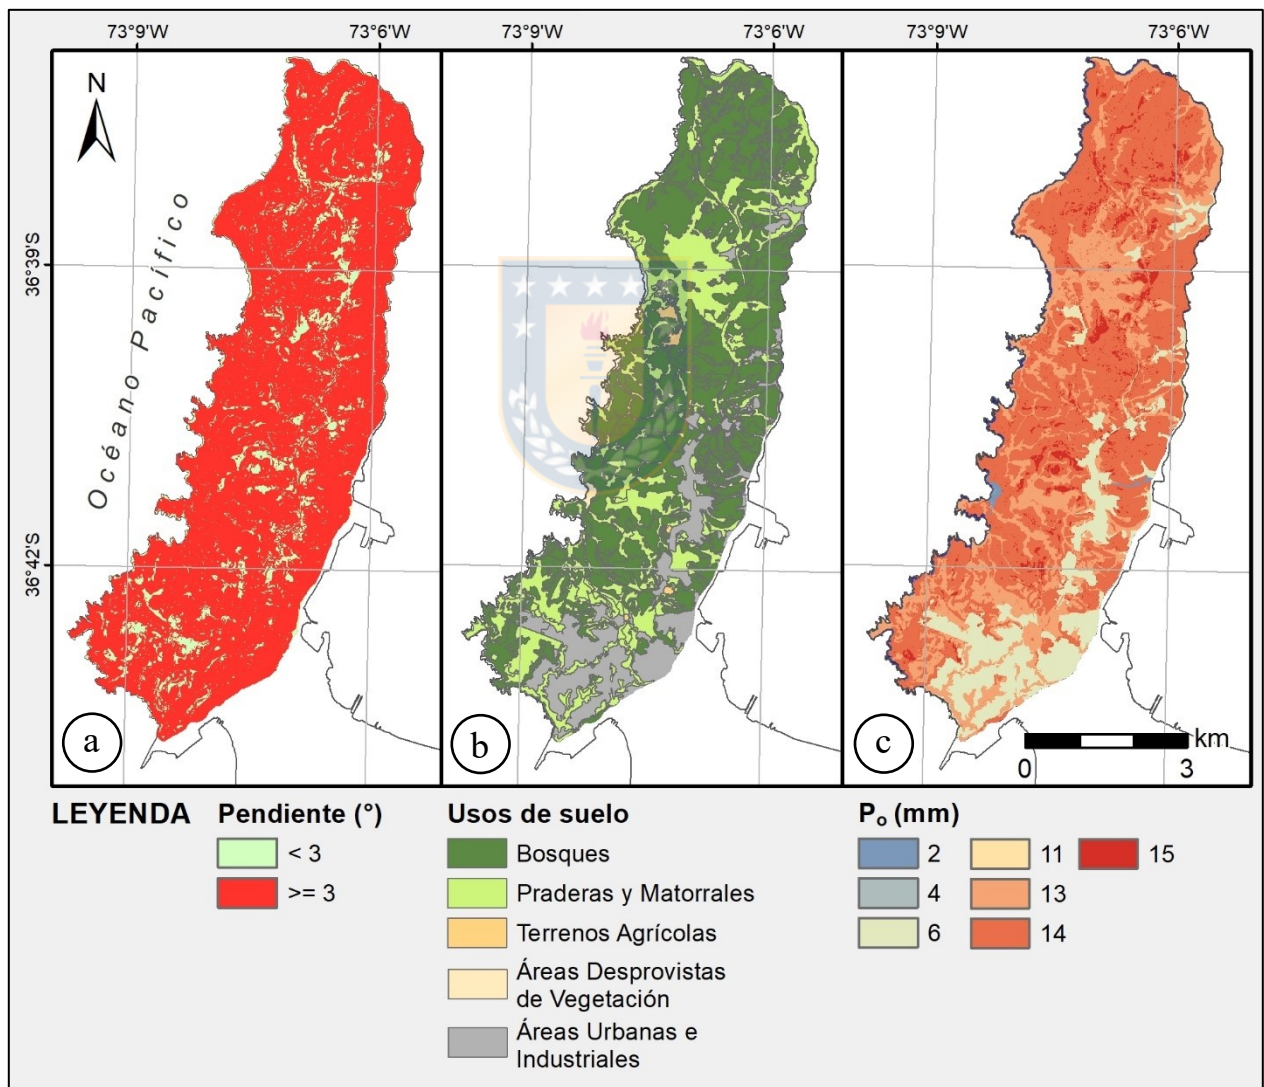 73°9'W 73°6'W 73°9'W 73°6'W 73°9'W 73°6'W
N
Océano Pacífico
36°39'S
36°42'S
a b c
km
0 3
LEYENDA Pendiente (°) Usos de suelo Po (mm)
< 3 Bosques 2 11 15
>= 3 Praderas y Matorrales 4 13
Terrenos Agrícolas 6 14
Áreas Desprovistas
de Vegetación
Áreas Urbanas e
Industriales